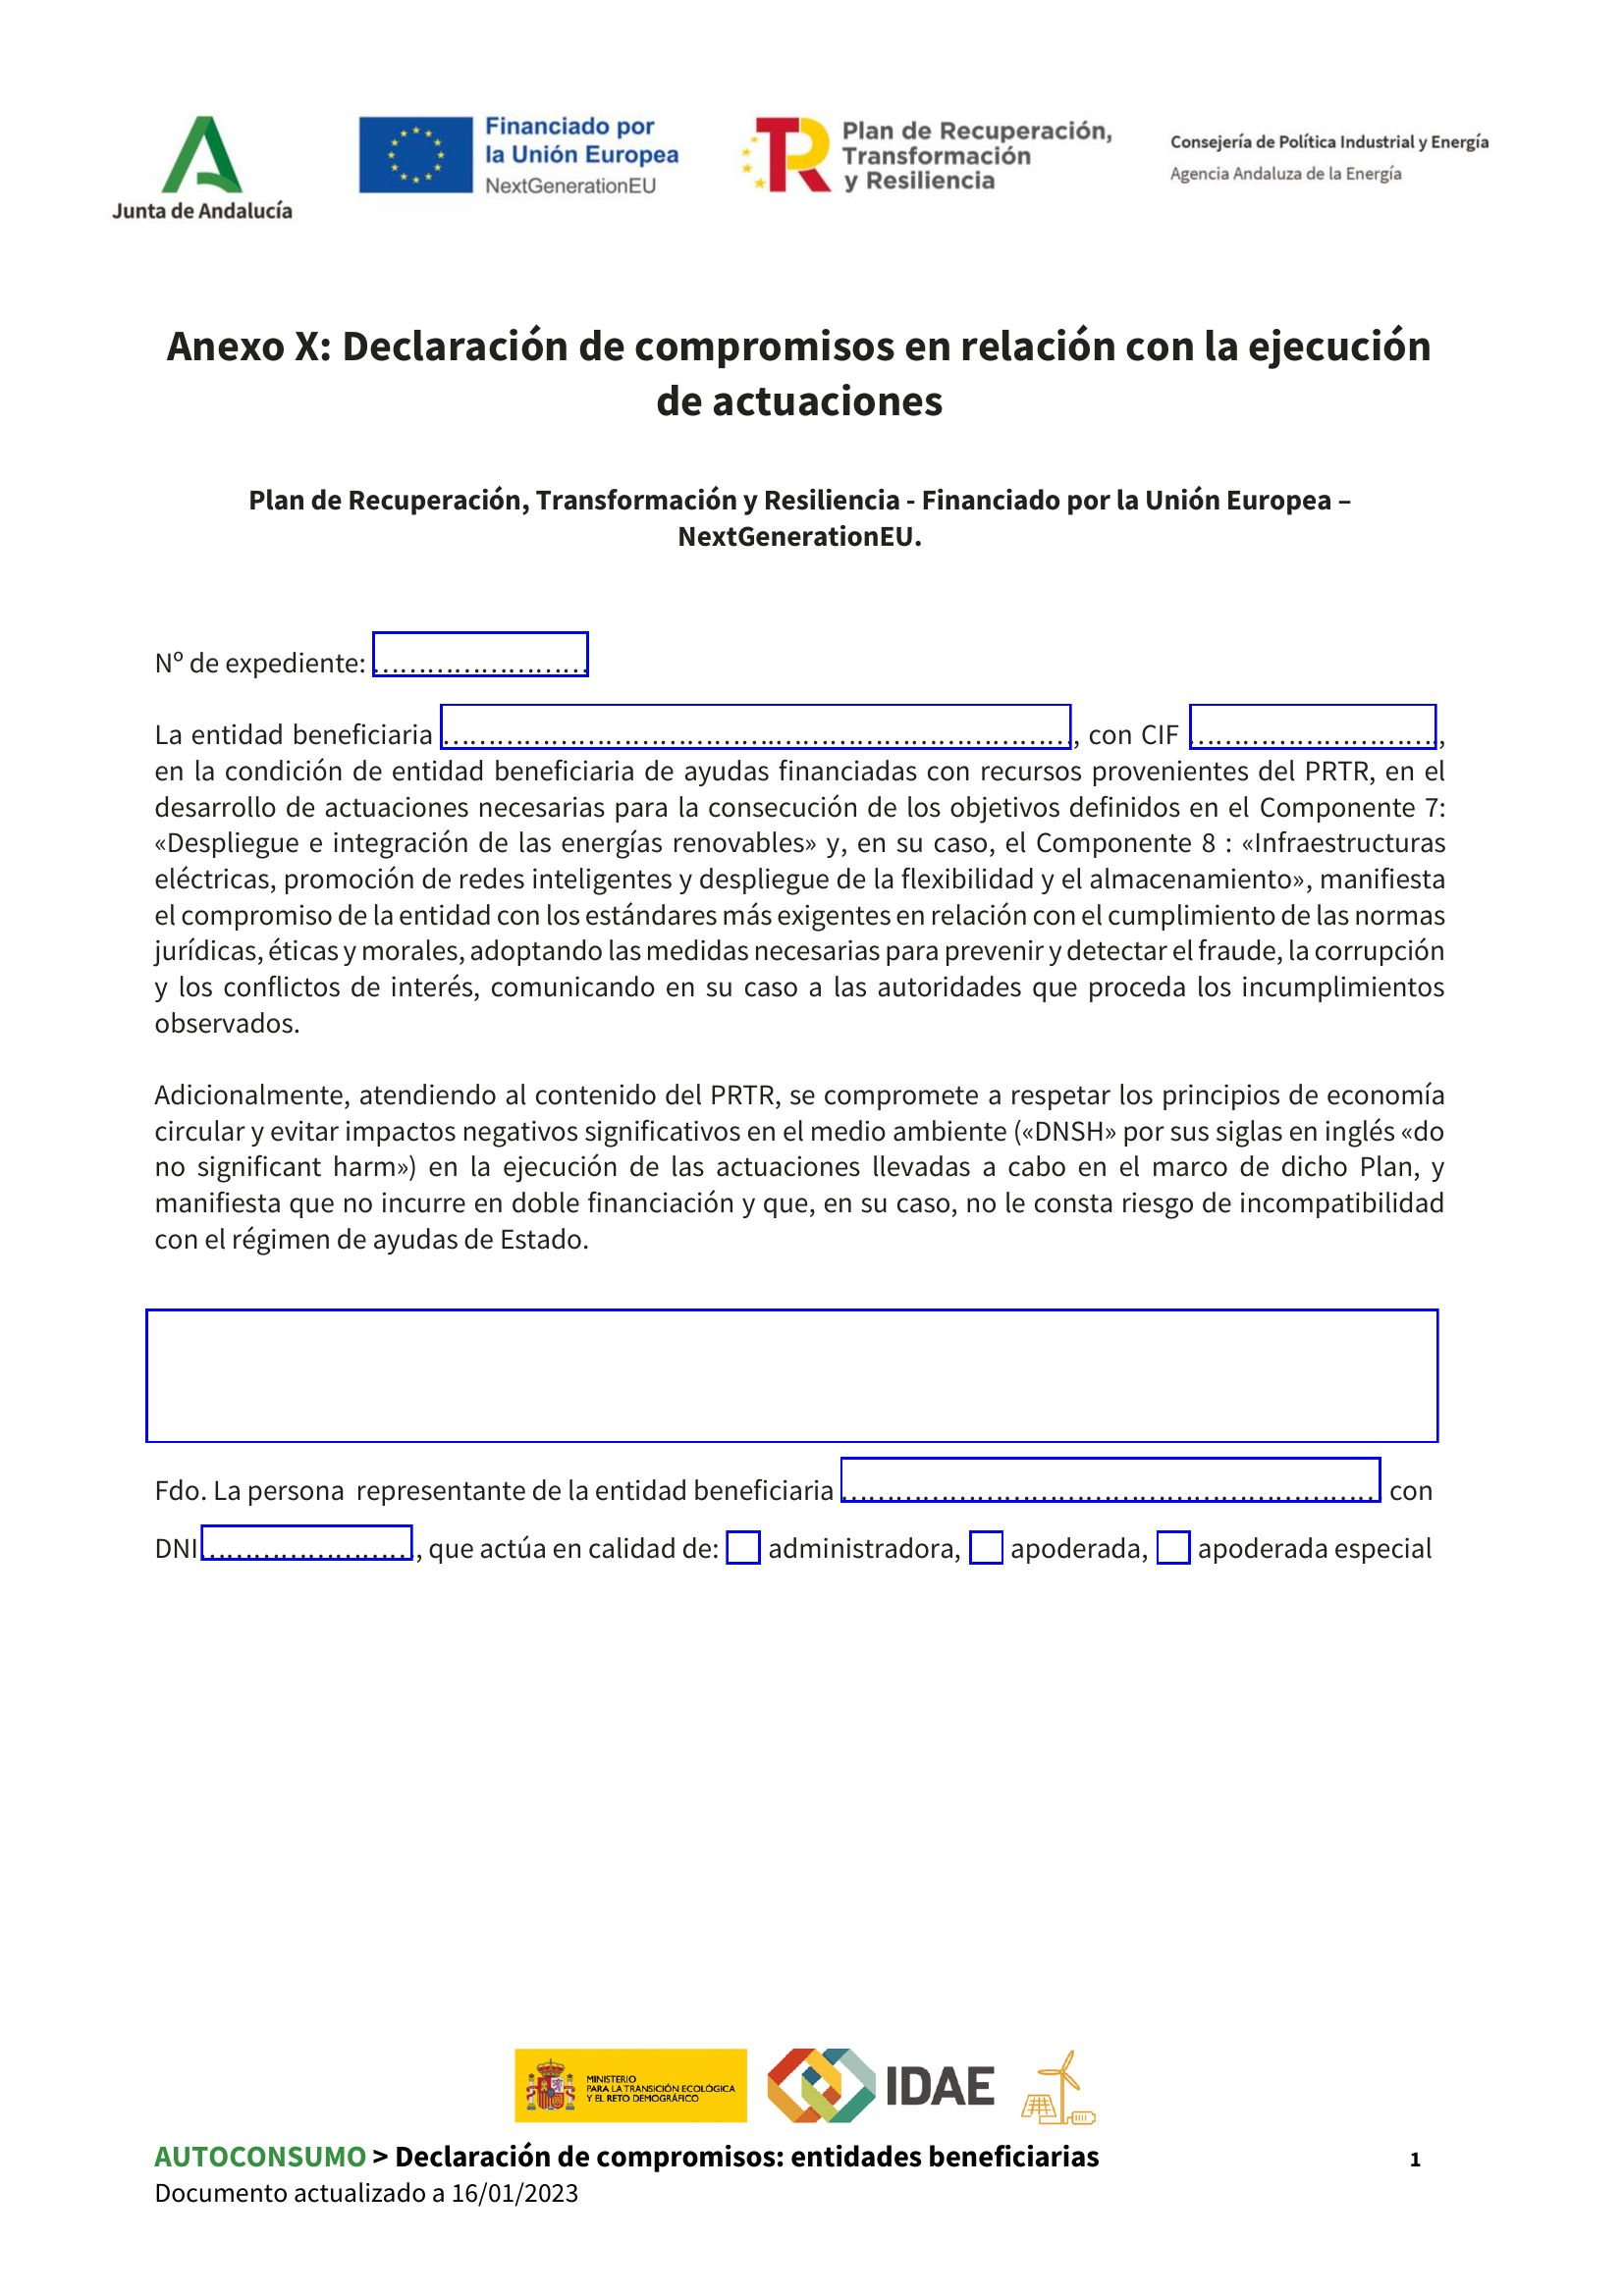 Junta de Andalucía
Financiado por
la Unión Europea
NextGenerationEU
Plan de Recuperación,
Transformación
y Resiliencia
Consejería de Política Industrial y Energía
Agencia Andaluza de la Energía
Anexo X: Declaración de compromisos en relación con la ejecución
de actuaciones
Plan de Recuperación, Transformación y Resiliencia - Financiado por la Unión Europea –
NextGenerationEU.
Nº de expediente: ........................
La entidad beneficiaria ......................................................................, con CIF ...........................,
en la condición de entidad beneficiaria de ayudas financiadas con recursos provenientes del PRTR, en el
desarrollo de actuaciones necesarias para la consecución de los objetivos definidos en el Componente 7:
«Despliegue e integración de las energías renovables» y, en su caso, el Componente 8 : «Infraestructuras
eléctricas, promoción de redes inteligentes y despliegue de la flexibilidad y el almacenamiento», manifiesta
el compromiso de la entidad con los estándares más exigentes en relación con el cumplimiento de las normas
jurídicas, éticas y morales, adoptando las medidas necesarias para prevenir y detectar el fraude, la corrupción
y los conflictos de interés, comunicando en su caso a las autoridades que proceda los incumplimientos
observados.
Adicionalmente, atendiendo al contenido del PRTR, se compromete a respetar los principios de economía
circular y evitar impactos negativos significativos en el medio ambiente («DNSH» por sus siglas en inglés «do
no significant harm») en la ejecución de las actuaciones llevadas a cabo en el marco de dicho Plan, y
manifiesta que no incurre en doble financiación y que, en su caso, no le consta riesgo de incompatibilidad
con el régimen de ayudas de Estado.
Fdo. La persona representante de la entidad beneficiaria ............................................................ con
DNI ......................., que actúa en calidad de: administradora, apoderada, apoderada especial
MINISTERIO
PARA LA TRANSICIÓN ECOLÓGICA
Y EL RETO DEMOGRÁFICO
IDAE
AUTOCONSUMO > Declaración de compromisos: entidades beneficiarias 1
Documento actualizado a 16/01/2023